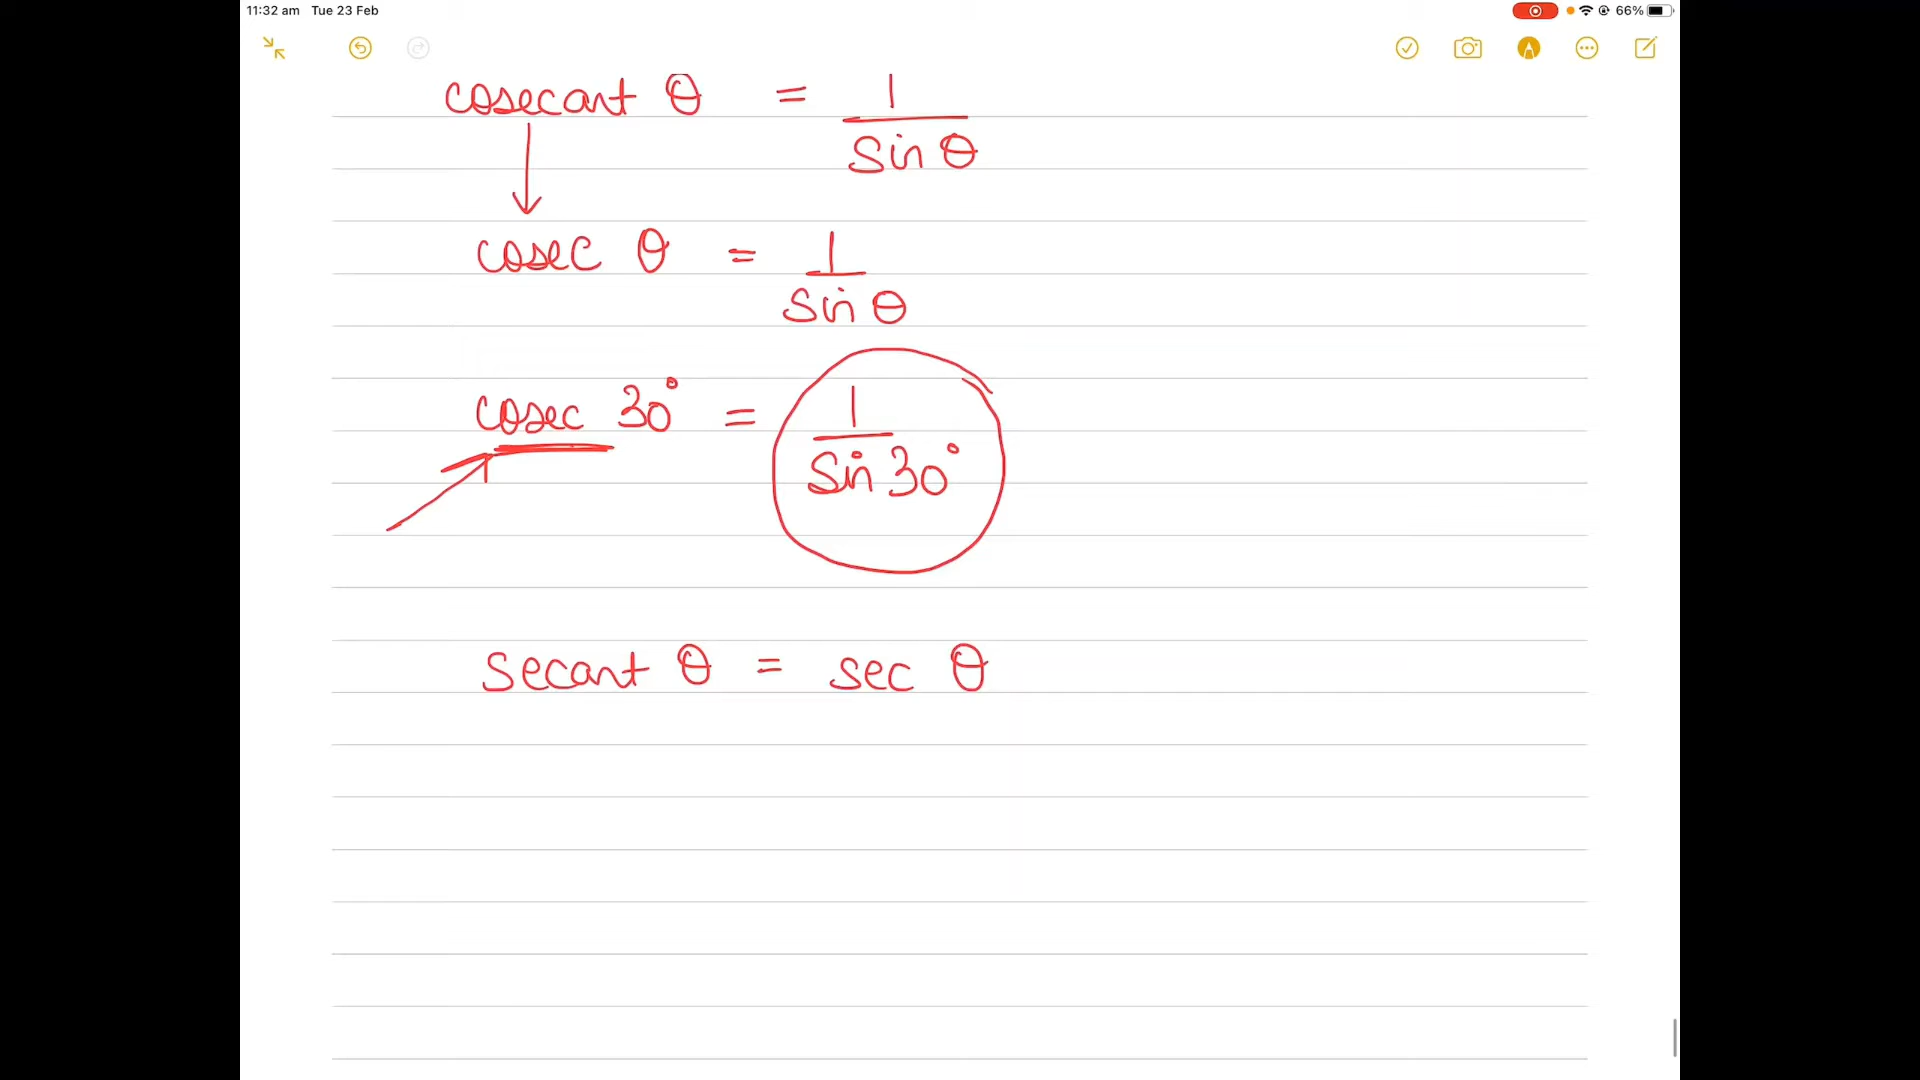 11:32 am Tue 23 Feb 66%
cosecant θ = 1
sin θ
cosec θ = 1
sin θ
cosec 30° = 1
sin 30°
secant θ = sec θ